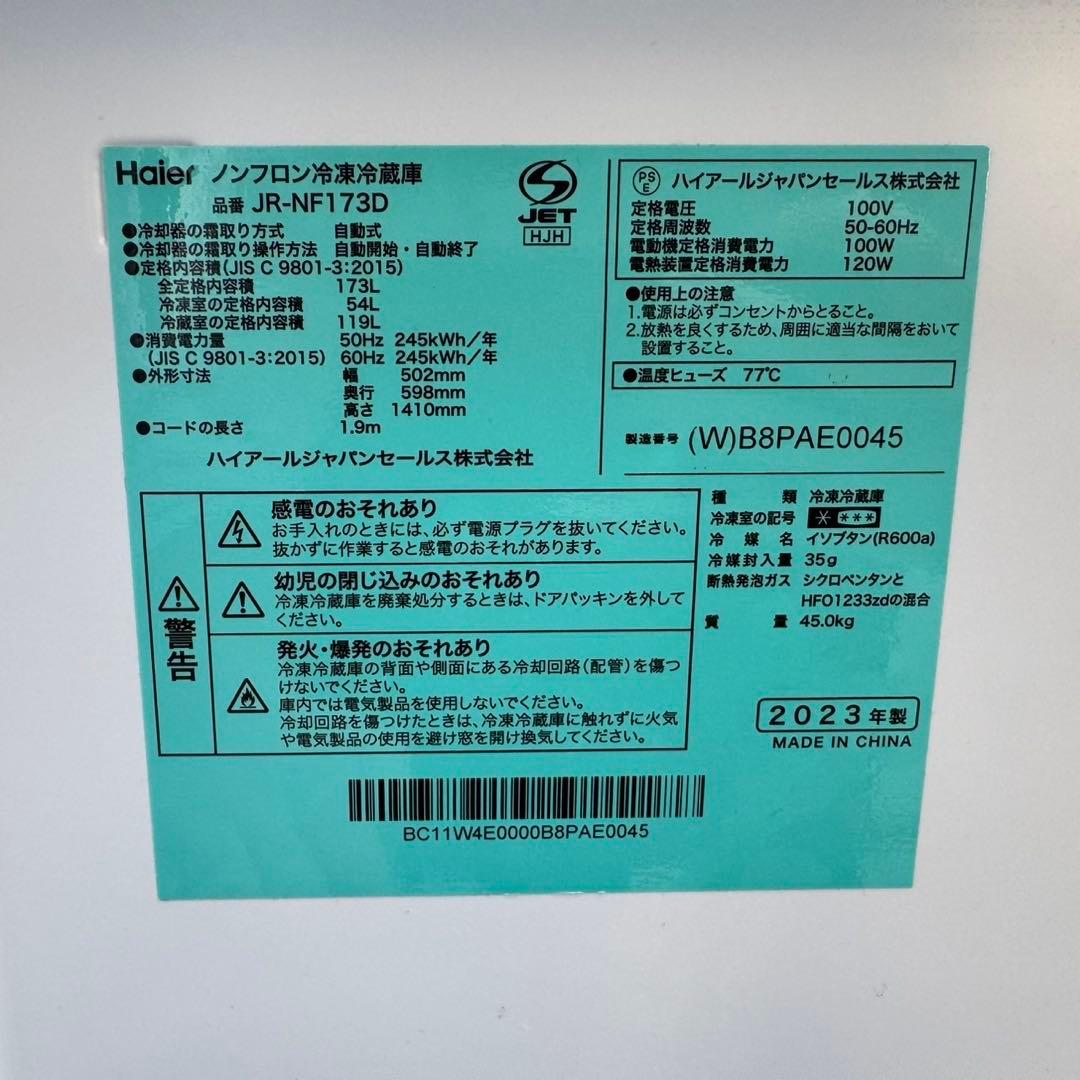 Haier ノンフロン冷凍冷蔵庫
品番 JR-NF173D
●冷却器の霜取り方式 自動式
●冷却器の霜取り操作方法 自動開始・自動終了
●定格内容積(JIS C 9801-3:2015)
全定格内容積 173L
冷凍室の定格内容積 54L
冷蔵室の定格内容積 119L
●消費電力量 50Hz 245kWh/年
(JIS C 9801-3:2015) 60Hz 245kWh/年
●外形寸法 幅 502mm
奥行 598mm
高さ 1410mm
●コードの長さ 1.9m
ハイアールジャパンセールス株式会社
S
JET
HJH
PS
E ハイアールジャパンセールス株式会社
定格電圧 100V
定格周波数 50-60Hz
電動機定格消費電力 100W
電熱装置定格消費電力 120W
●使用上の注意
1.電源は必ずコンセントからとること。
2.放熱を良くするため、周囲に適当な間隔をおいて
設置すること。
●温度ヒューズ 77℃
製造番号 (W)B8PAE0045
警告
感電のおそれあり
お手入れのときには、必ず電源プラグを抜いてください。
抜かずに作業すると感電のおそれがあります。
幼児の閉じ込みのおそれあり
冷凍冷蔵庫を廃棄処分するときは、ドアパッキンを外して
ください。
発火・爆発のおそれあり
冷凍冷蔵庫の背面や側面にある冷却回路(配管)を傷つ
けないでください。
庫内では電気製品を使用しないでください。
冷却回路を傷つけたときは、冷凍冷蔵庫に触れずに火気
や電気製品の使用を避け窓を開け換気してください。
種類 冷凍冷蔵庫
冷凍室の記号 * ***
冷媒名 イソブタン(R600a)
冷媒封入量 35g
断熱発泡ガス シクロペンタンと
HFO1233zdの混合
質量 45.0kg
2023年製
MADE IN CHINA
BC11W4E0000B8PAE0045